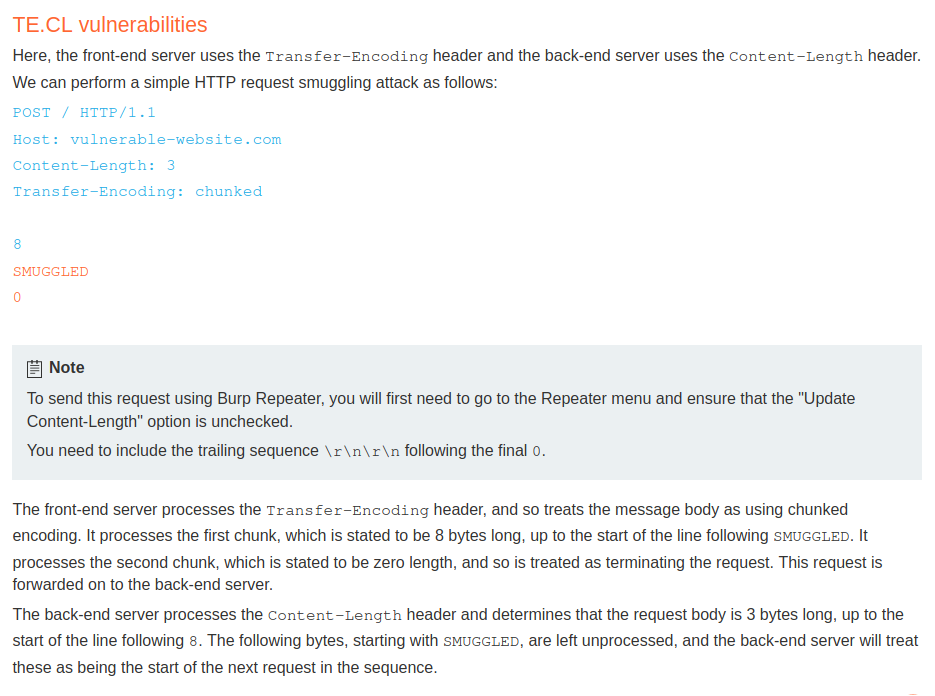 TE.CL vulnerabilities
Here, the front-end server uses the Transfer-Encoding header and the back-end server uses the Content-Length header.
We can perform a simple HTTP request smuggling attack as follows:
POST / HTTP/1.1
Host: vulnerable-website.com
Content-Length: 3
Transfer-Encoding: chunked
8
SMUGGLED
0
Note
To send this request using Burp Repeater, you will first need to go to the Repeater menu and ensure that the "Update
Content-Length" option is unchecked.
You need to include the trailing sequence \r\n\r\n following the final 0.
The front-end server processes the Transfer-Encoding header, and so treats the message body as using chunked
encoding. It processes the first chunk, which is stated to be 8 bytes long, up to the start of the line following SMUGGLED. It
processes the second chunk, which is stated to be zero length, and so is treated as terminating the request. This request is
forwarded on to the back-end server.
The back-end server processes the Content-Length header and determines that the request body is 3 bytes long, up to the
start of the line following 8. The following bytes, starting with SMUGGLED, are left unprocessed, and the back-end server will treat
these as being the start of the next request in the sequence.